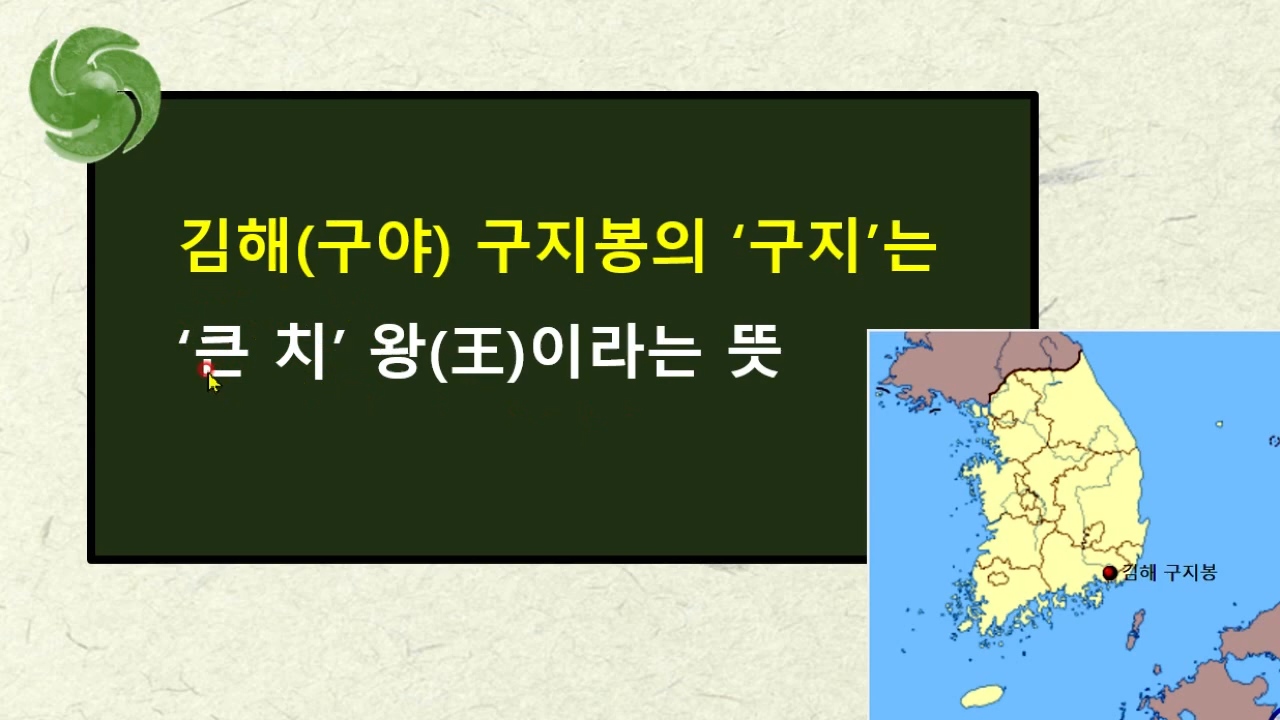 김해(구야) 구지봉의 ‘구지’는
‘큰 치’ 왕(王)이라는 뜻
김해 구지봉